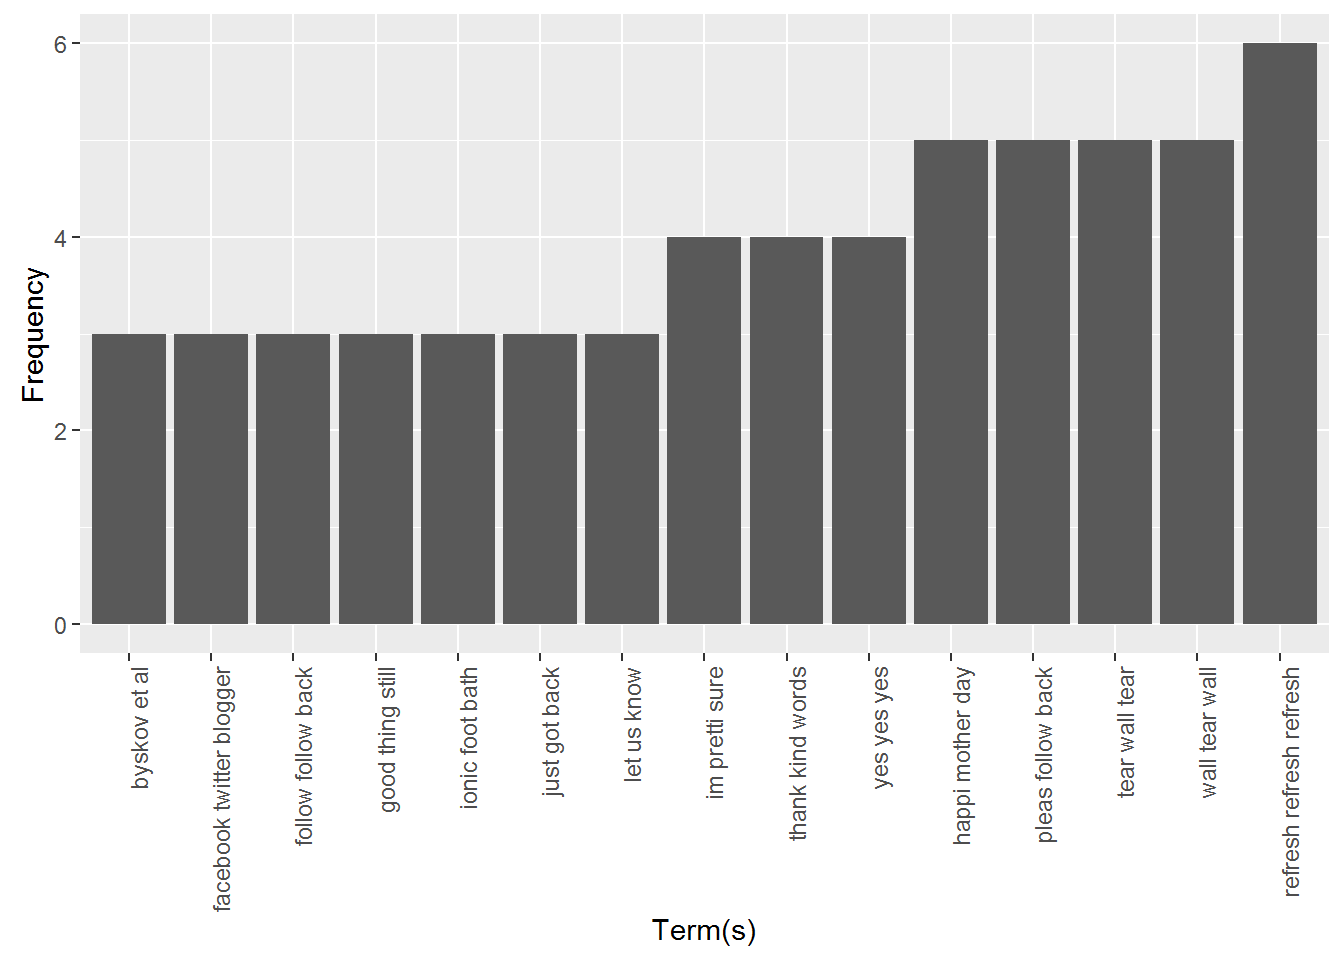 6
4
2
0
Frequency
byskov et al
facebook twitter blogger
follow follow back
good thing still
ionic foot bath
just got back
let us know
im pretti sure
thank kind words
yes yes yes
happi mother day
pleas follow back
tear wall tear
wall tear wall
refresh refresh refresh
Term(s)